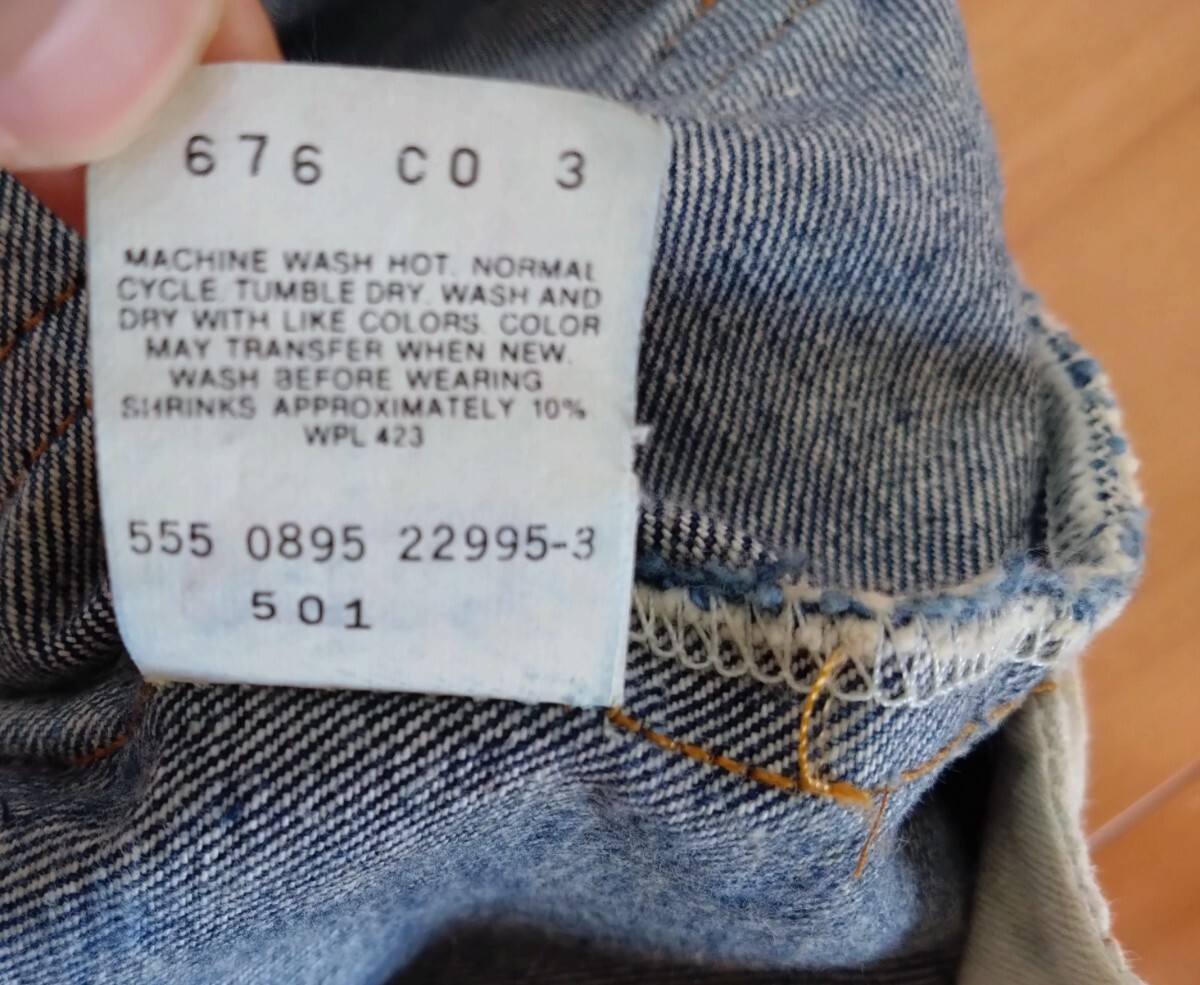 676 CO 3
MACHINE WASH HOT. NORMAL
CYCLE. TUMBLE DRY. WASH AND
DRY WITH LIKE COLORS. COLOR
MAY TRANSFER WHEN NEW.
WASH BEFORE WEARING
SHRINKS APPROXIMATELY 10%
WPL 423
555 0895 22995-3
501